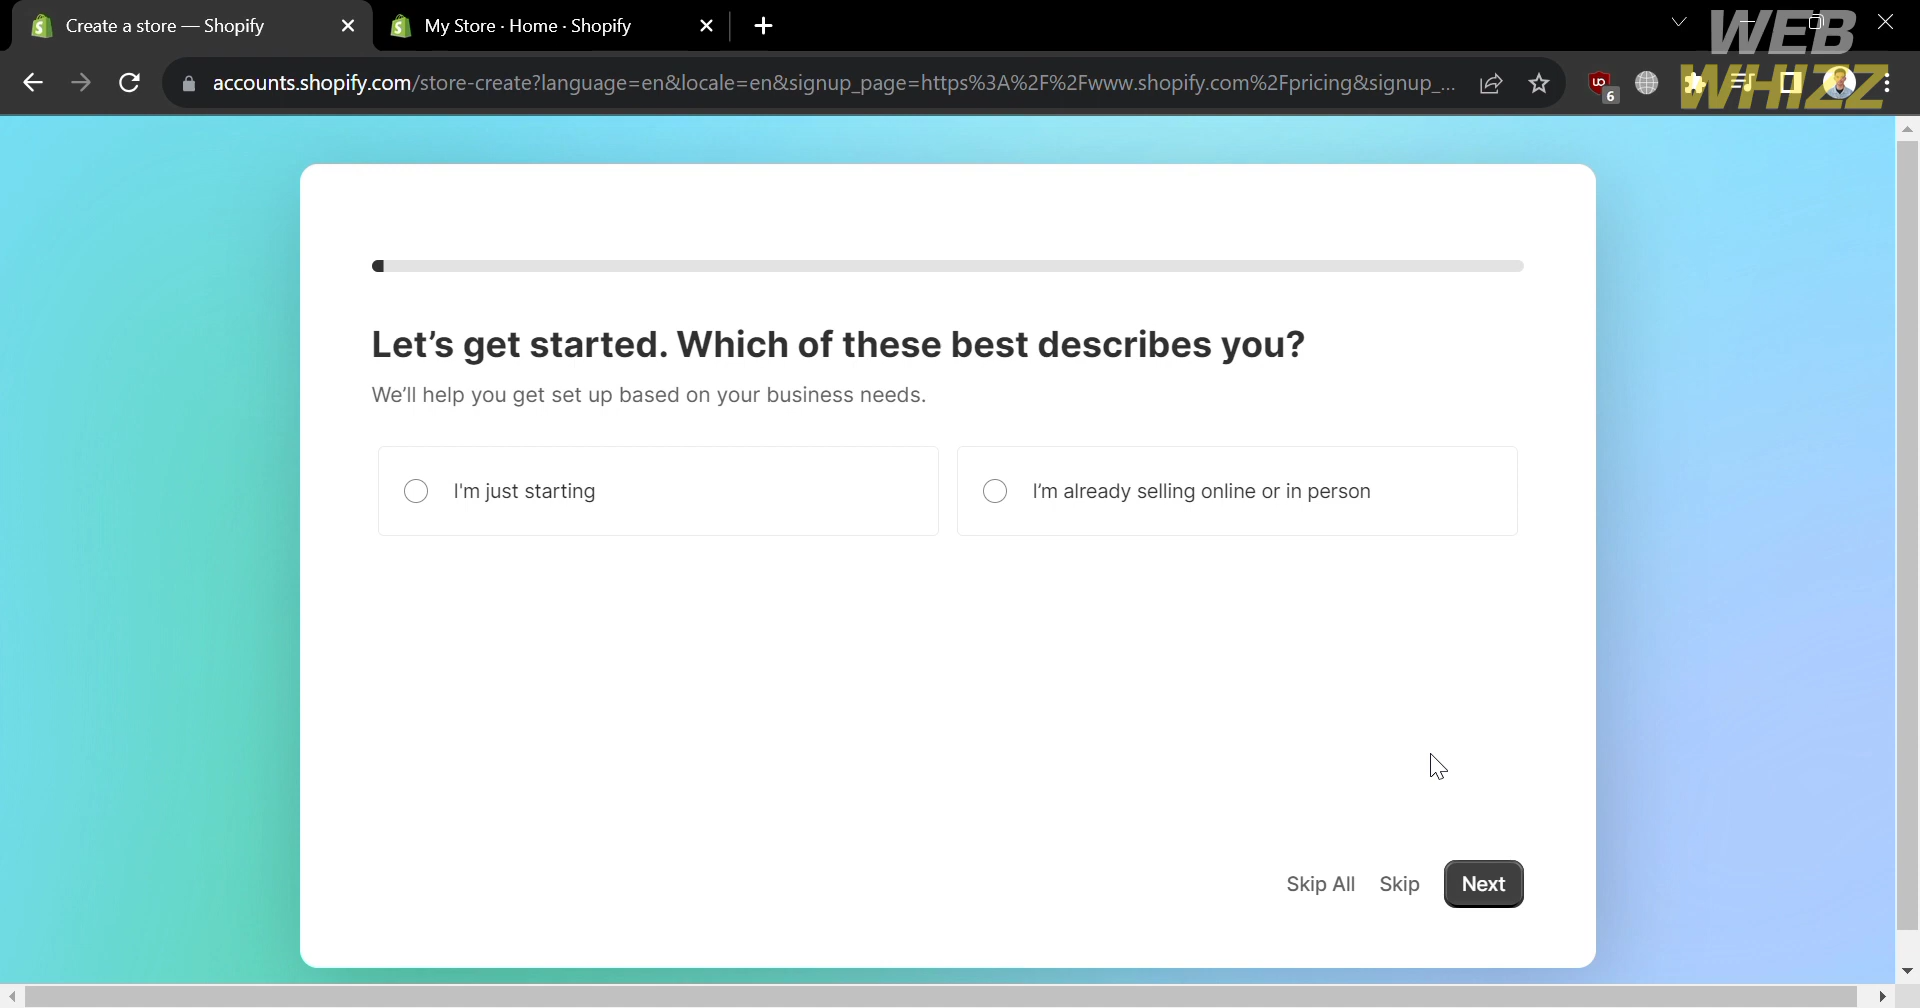 Create a store — Shopify
My Store · Home · Shopify
WEB
WHIZZ
accounts.shopify.com/store-create?language=en&locale=en&signup_page=https%3A%2F%2Fwww.shopify.com%2Fpricing&signup_...
6
Let’s get started. Which of these best describes you?
We’ll help you get set up based on your business needs.
I'm just starting
I’m already selling online or in person
Skip All Skip Next